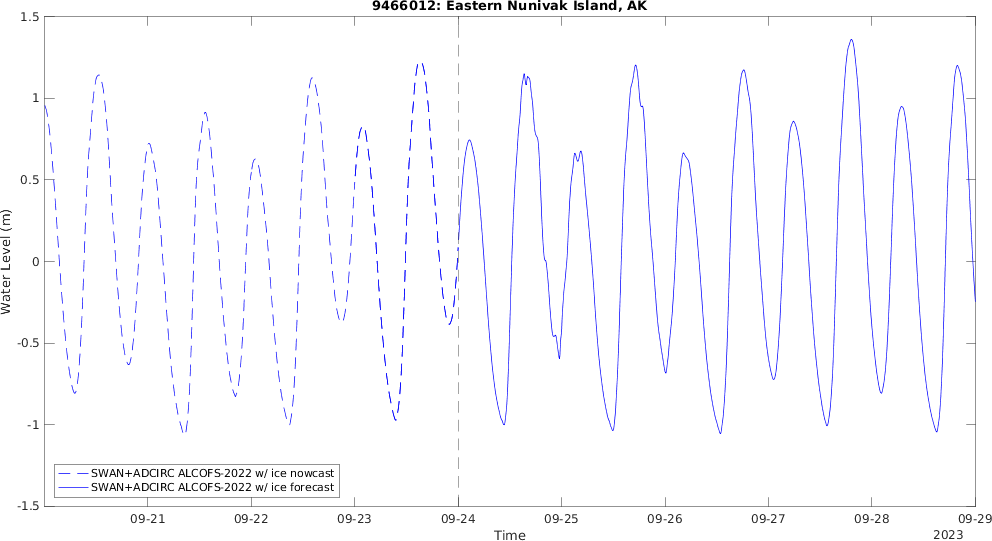 9466012: Eastern Nunivak Island, AK
1.5
1
0.5
0
-0.5
-1
-1.5
Water Level (m)
SWAN+ADCIRC ALCOFS-2022 w/ ice nowcast
SWAN+ADCIRC ALCOFS-2022 w/ ice forecast
09-21 09-22 09-23 09-24 09-25 09-26 09-27 09-28 09-29
Time
2023